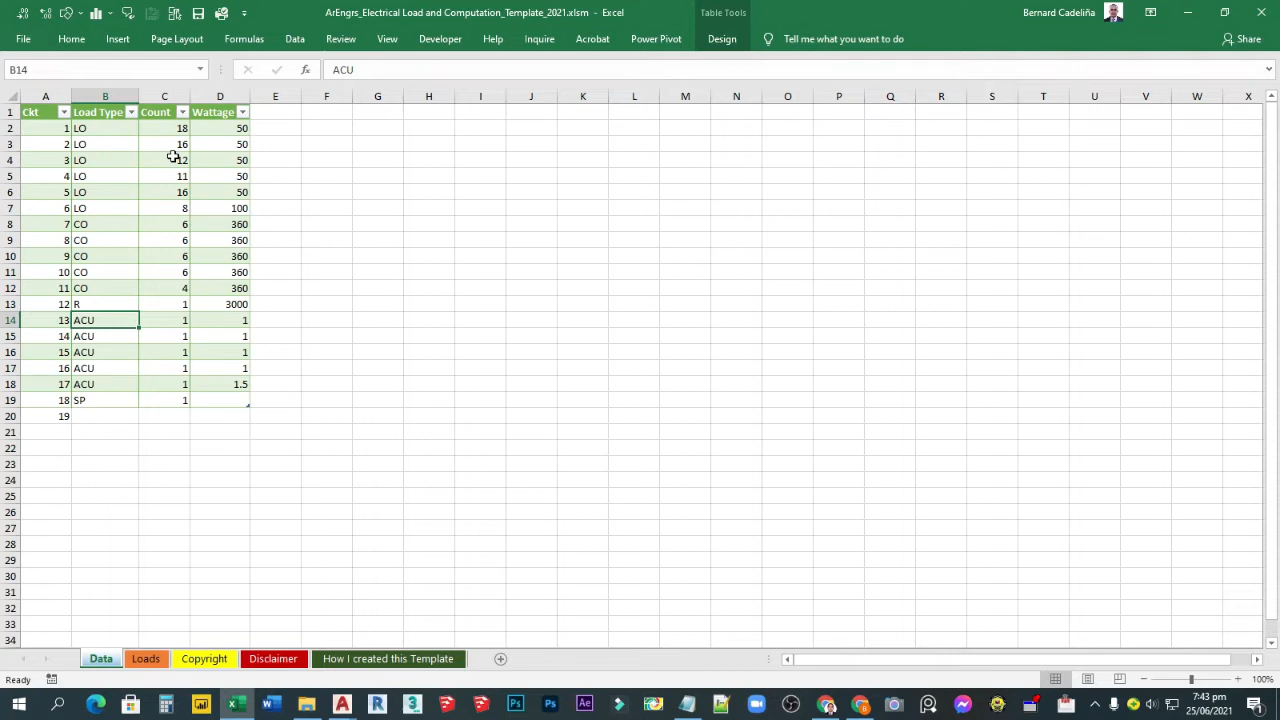 ArEngrs_Electrical Load and Computation_Template_2021.xlsm - Excel
Table Tools
Bernard Cadeliña
File Home Insert Page Layout Formulas Data Review View Developer Help Inquire Acrobat Power Pivot Design Tell me what you want to do Share
B14 fx ACU
A B C D E F G H I J K L M N O P Q R S T U V W X
1 Ckt Load Type Count Wattage
2 1 LO 18 50
3 2 LO 16 50
4 3 LO 12 50
5 4 LO 11 50
6 5 LO 16 50
7 6 LO 8 100
8 7 CO 6 360
9 8 CO 6 360
10 9 CO 6 360
11 10 CO 6 360
12 11 CO 4 360
13 12 R 1 3000
14 13 ACU 1 1
15 14 ACU 1 1
16 15 ACU 1 1
17 16 ACU 1 1
18 17 ACU 1 1.5
19 18 SP 1
20 19
21
22
23
24
25
26
27
28
29
30
31
32
33
34
Data Loads Copyright Disclaimer How I created this Template
Ready 100%
7:43 pm
25/06/2021